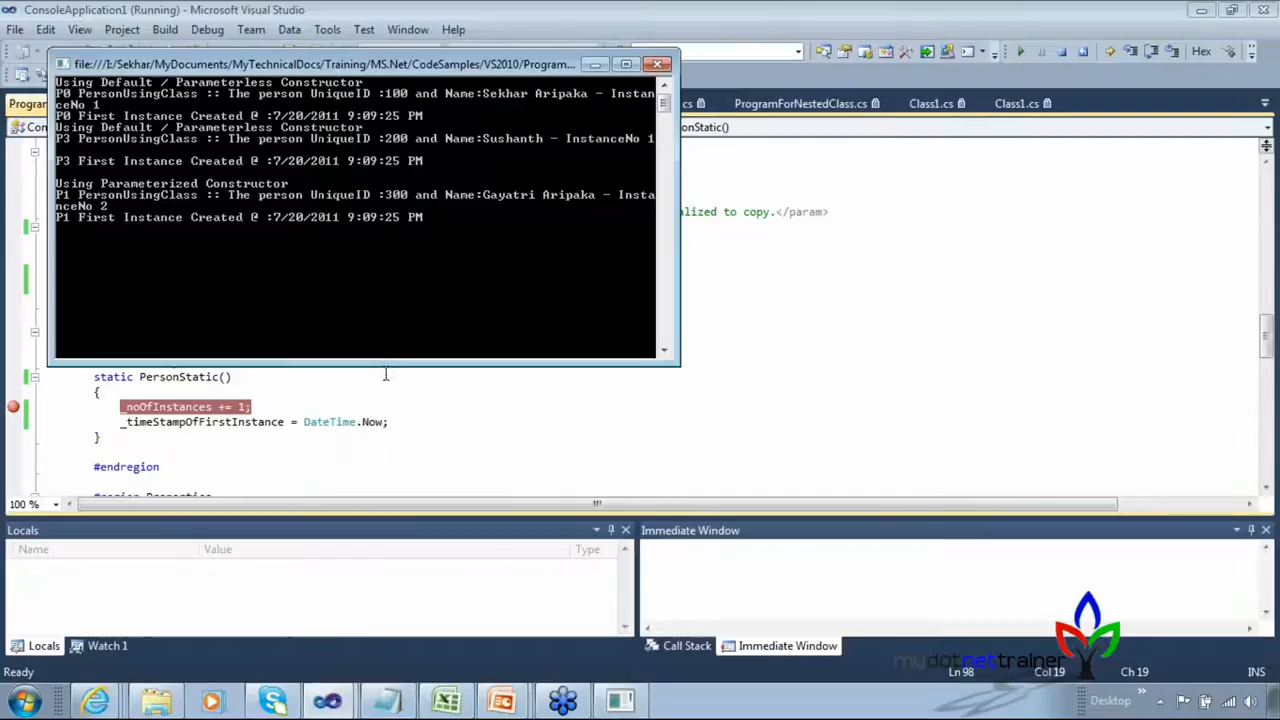 ConsoleApplication1 (Running) - Microsoft Visual Studio
File Edit View Project Build Debug Team Data Tools Test Window Help
Hex
file:///I:/Sekhar/MyDocuments/MyTechnicalDocs/Training/MS.Net/CodeSamples/VS2010/Program...
Using Default / Parameterless Constructor
P0 PersonUsingClass :: The person UniqueID :100 and Name:Sekhar Aripaka - Instan
ceNo 1
P0 First Instance Created @ :7/20/2011 9:09:25 PM
Using Default / Parameterless Constructor
P3 PersonUsingClass :: The person UniqueID :200 and Name:Sushanth - InstanceNo 1
P3 First Instance Created @ :7/20/2011 9:09:25 PM
Using Parameterized Constructor
P1 PersonUsingClass :: The person UniqueID :300 and Name:Gayatri Aripaka - Insta
nceNo 2
P1 First Instance Created @ :7/20/2011 9:09:25 PM
Progra
cs ProgramForNestedClass.cs Class1.cs Class1.cs
Con
rsonStatic()
alized to copy.</param>
static PersonStatic()
{
_noOfInstances += 1;
_timeStampOfFirstInstance = DateTime.Now;
}
#endregion
#region Properties
100 %
Locals
Name Value Type
Immediate Window
Locals Watch 1
Call Stack Immediate Window
mydotnettrainer
Ready
Ln 98 Col 19 Ch 19 INS
Desktop